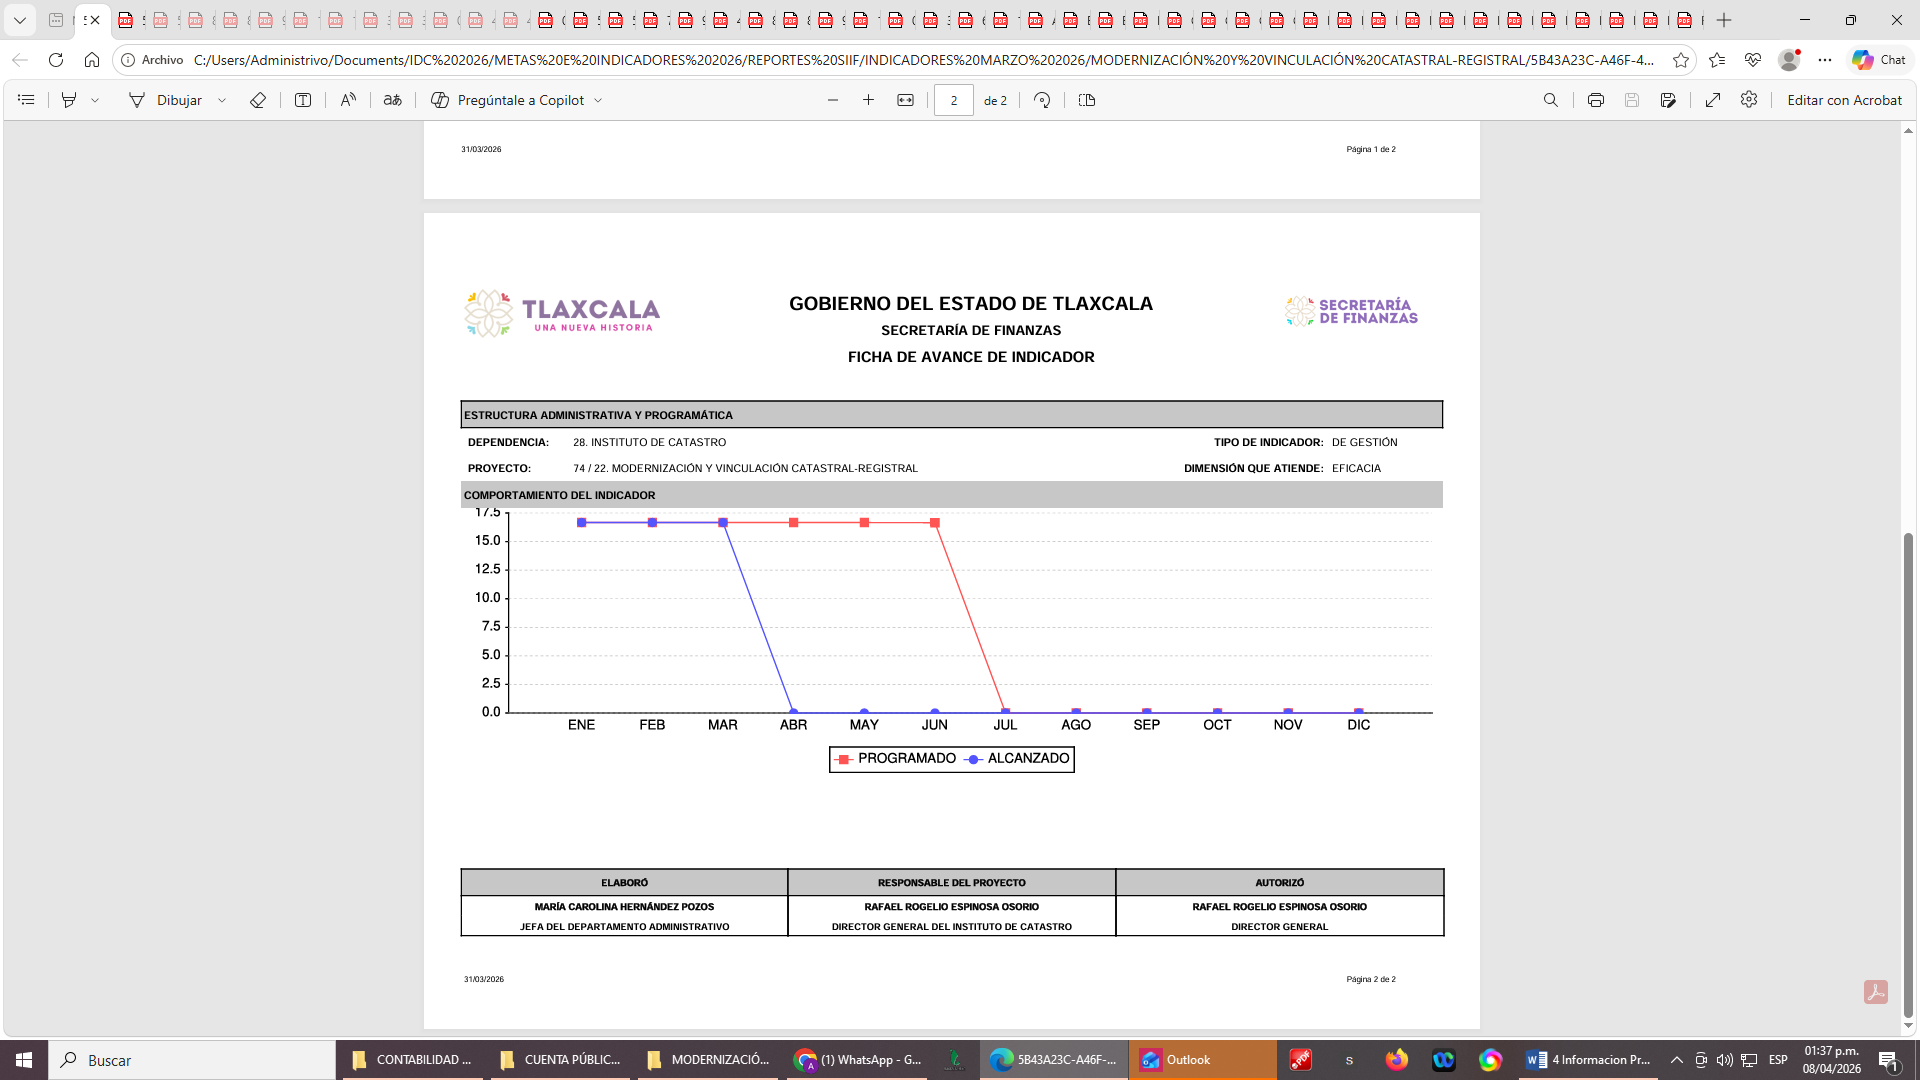 Archivo
C:/Users/Administrivo/Documents/IDC%202026/METAS%20E%20INDICADORES%202026/REPORTES%20SIIF/INDICADORES%20MARZO%202026/MODERNIZACIÓN%20Y%20VINCULACIÓN%20CATASTRAL-REGISTRAL/5B43A23C-A46F-4...
Chat
Dibujar
Pregúntale a Copilot
2 de 2
Editar con Acrobat
31/03/2026 Página 1 de 2
TLAXCALA
UNA NUEVA HISTORIA
GOBIERNO DEL ESTADO DE TLAXCALA
SECRETARÍA DE FINANZAS
FICHA DE AVANCE DE INDICADOR
SECRETARÍA
DE FINANZAS
ESTRUCTURA ADMINISTRATIVA Y PROGRAMÁTICA
DEPENDENCIA: 28. INSTITUTO DE CATASTRO TIPO DE INDICADOR: DE GESTIÓN
PROYECTO: 74 / 22. MODERNIZACIÓN Y VINCULACIÓN CATASTRAL-REGISTRAL DIMENSIÓN QUE ATIENDE: EFICACIA
COMPORTAMIENTO DEL INDICADOR
17.5
15.0
12.5
10.0
7.5
5.0
2.5
0.0
ENE FEB MAR ABR MAY JUN JUL AGO SEP OCT NOV DIC
PROGRAMADO ALCANZADO
ELABORÓ RESPONSABLE DEL PROYECTO AUTORIZÓ
MARÍA CAROLINA HERNÁNDEZ POZOS RAFAEL ROGELIO ESPINOSA OSORIO RAFAEL ROGELIO ESPINOSA OSORIO
JEFA DEL DEPARTAMENTO ADMINISTRATIVO DIRECTOR GENERAL DEL INSTITUTO DE CATASTRO DIRECTOR GENERAL
31/03/2026 Página 2 de 2
Buscar
CONTABILIDAD ...
CUENTA PÚBLIC...
MODERNIZACIÓ...
(1) WhatsApp - G...
5B43A23C-A46F-...
Outlook
4 Informacion Pr...
ESP
01:37 p.m.
08/04/2026